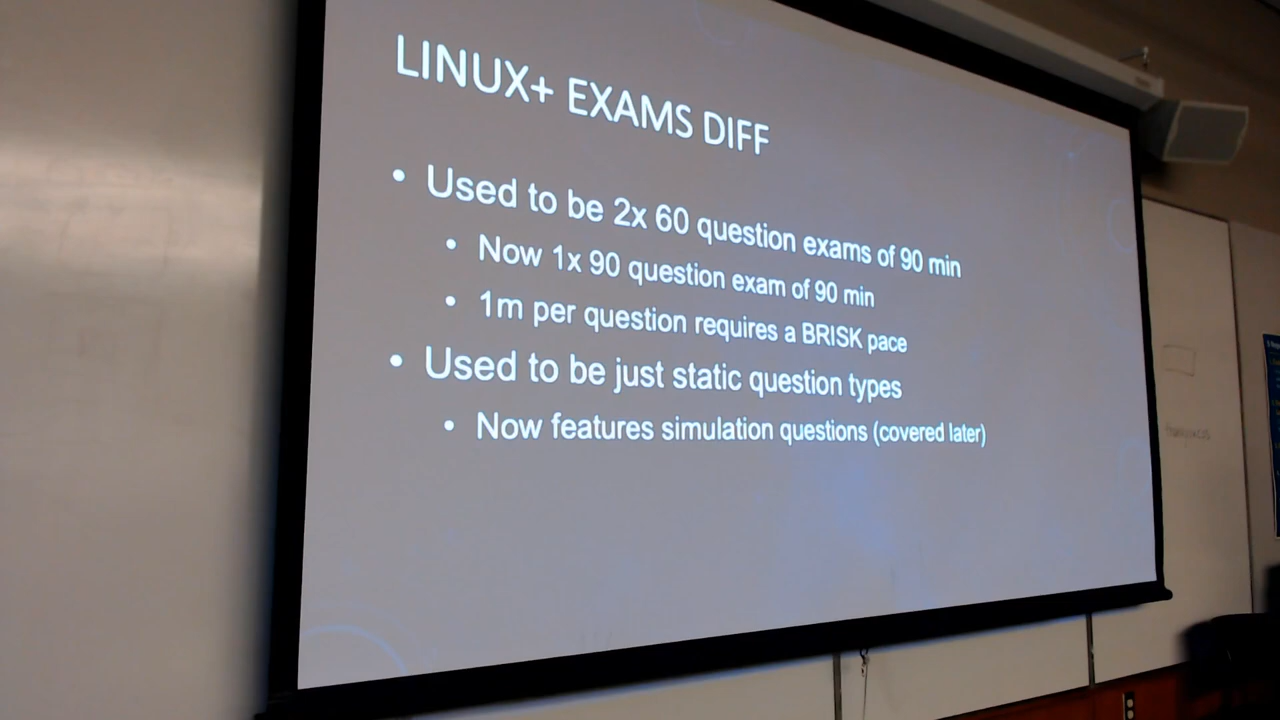 LINUX+ EXAMS DIFF
• Used to be 2x 60 question exams of 90 min
• Now 1x 90 question exam of 90 min
• 1m per question requires a BRISK pace
• Used to be just static question types
• Now features simulation questions (covered later)